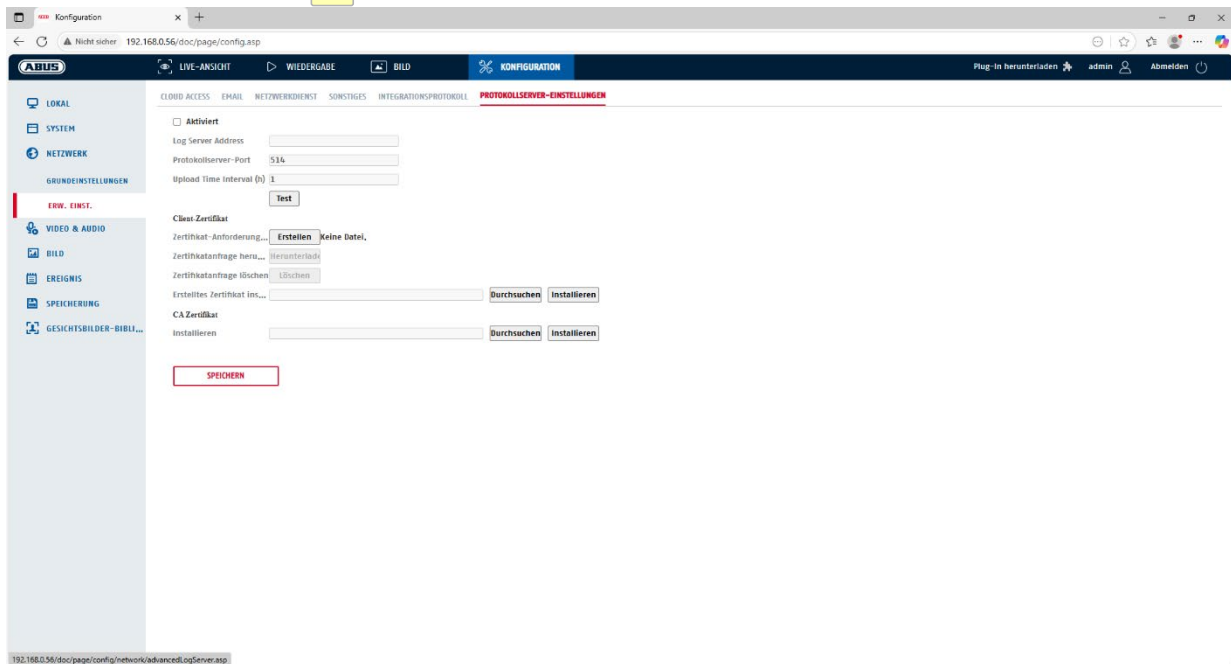 Konfiguration
Nicht sicher 192.168.0.56/doc/page/config.asp
ABUS LIVE-ANSICHT WIEDERGABE BILD KONFIGURATION Plug-In herunterladen admin Abmelden
CLOUD ACCESS EMAIL NETZWERKDIENST SONSTIGES INTEGRATIONSPROTOKOLL PROTOKOLLSERVER-EINSTELLUNGEN
LOKAL
SYSTEM
NETZWERK
GRUNDEINSTELLUNGEN
ERW. EINST.
VIDEO & AUDIO
BILD
EREIGNIS
SPEICHERUNG
GESICHTSBILDER-BIBLI...
Aktiviert
Log Server Address
Protokollserver-Port 514
Upload Time Interval (h) 1
Test
Client-Zertifikat
Zertifikat-Anforderung... Erstellen Keine Datei.
Zertifikatanfrage heru... Herunterlade
Zertifikatanfrage löschen Löschen
Erstelltes Zertifikat ins... Durchsuchen Installieren
CA Zertifikat
Installieren Durchsuchen Installieren
SPEICHERN
192.168.0.56/doc/page/config/network/advancedLogServer.asp